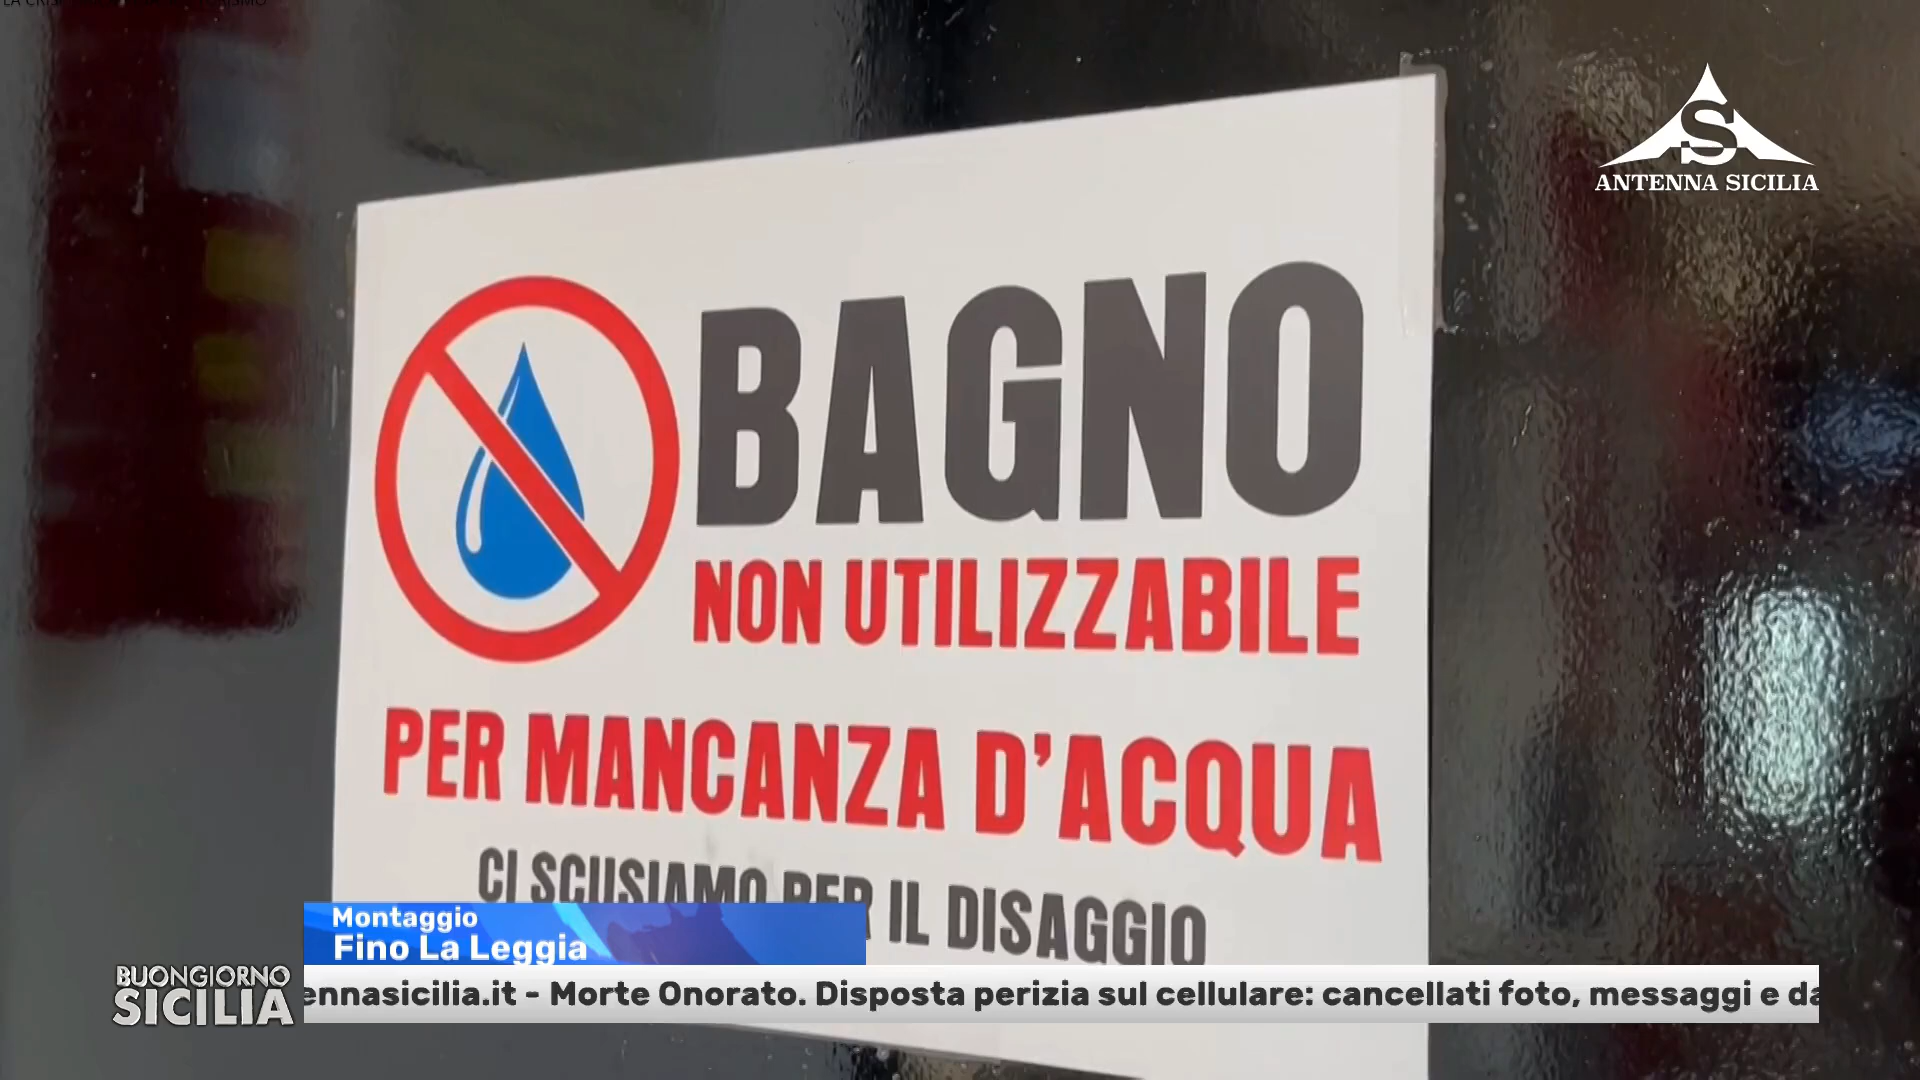 ANTENNA SICILIA
BAGNO
NON UTILIZZABILE
PER MANCANZA D'ACQUA
CI SCUSIAMO PER IL DISAGGIO
Montaggio
Fino La Leggia
BUONGIORNO
SICILIA
ennasicilia.it - Morte Onorato. Disposta perizia sul cellulare: cancellati foto, messaggi e da